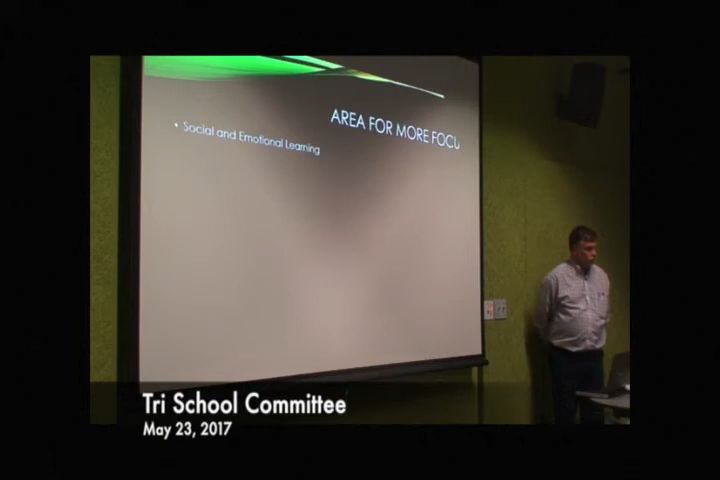 AREA FOR MORE FOCU
• Social and Emotional Learning
Tri School Committee
May 23, 2017